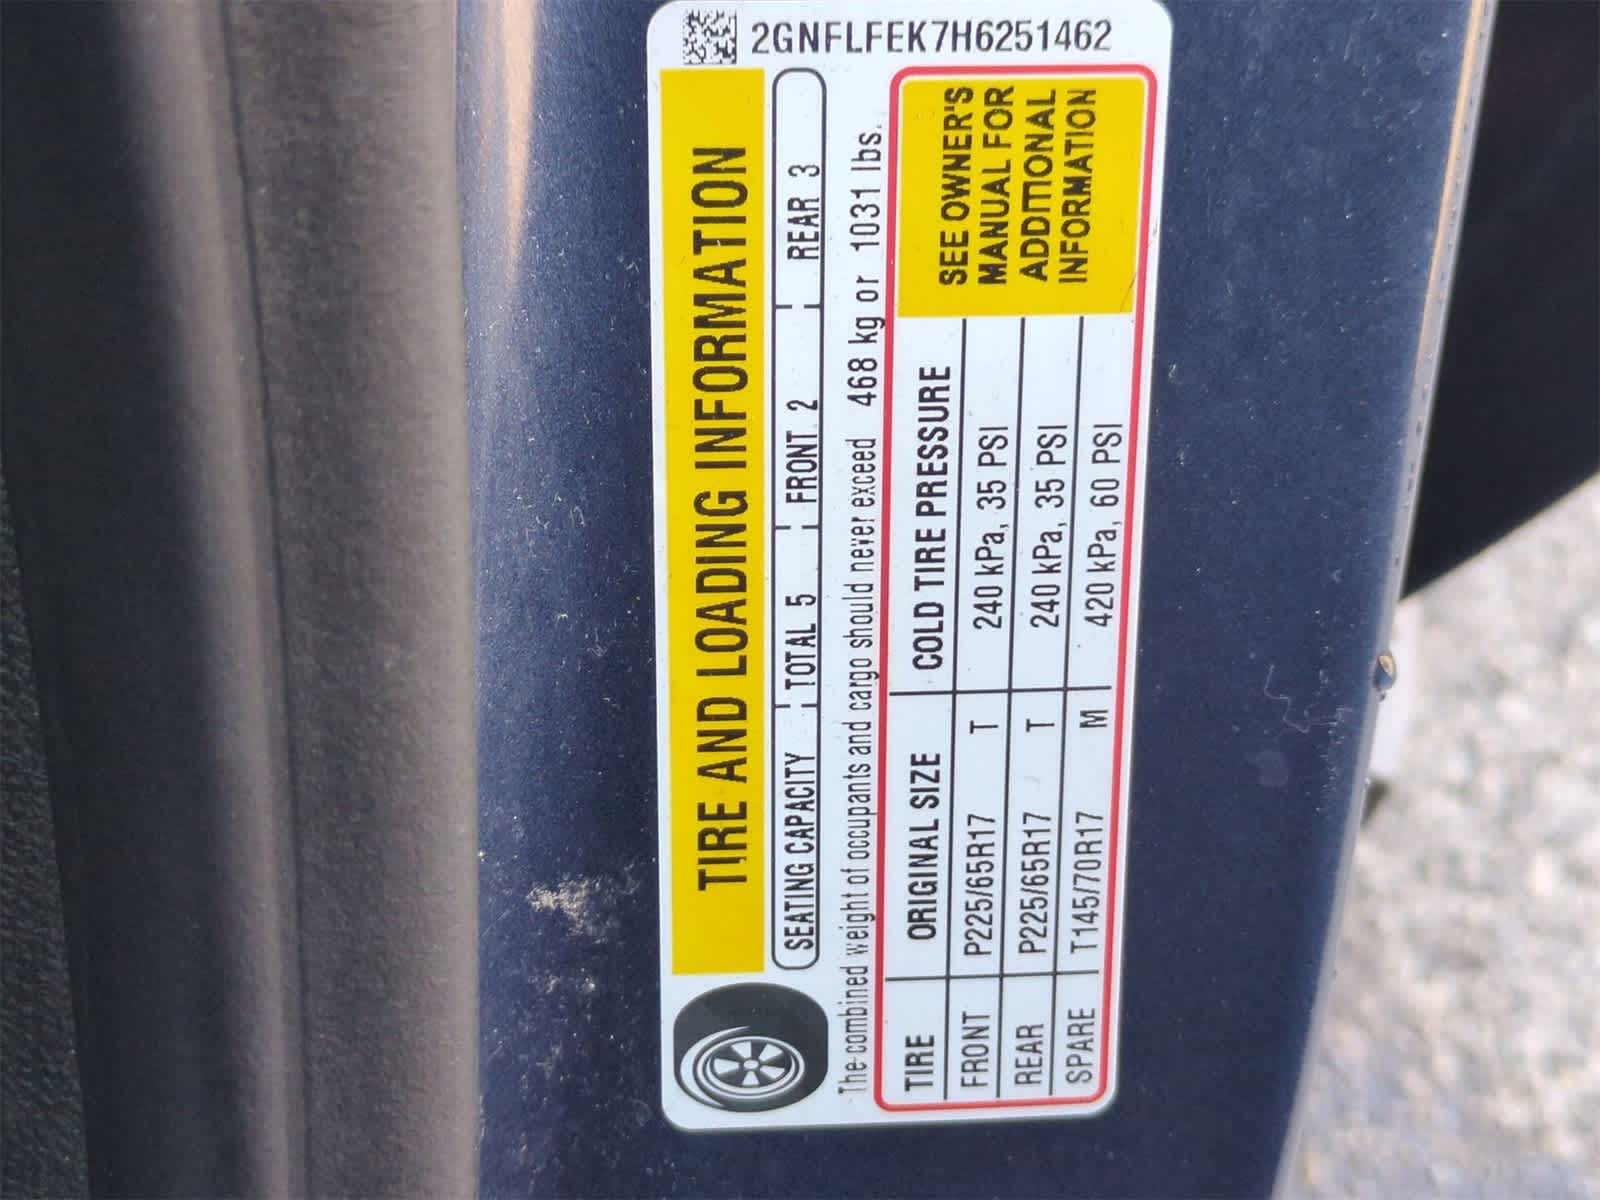 2GNFLFEK7H6251462
TIRE AND LOADING INFORMATION
SEATING CAPACITY TOTAL 5 FRONT 2 REAR 3
The combined weight of occupants and cargo should never exceed 468 kg or 1031 lbs.
TIRE ORIGINAL SIZE COLD TIRE PRESSURE
FRONT P225/65R17 T 240 kPa, 35 PSI
REAR P225/65R17 T 240 kPa, 35 PSI
SPARE T145/70R17 M 420 kPa, 60 PSI
SEE OWNER'S
MANUAL FOR
ADDITIONAL
INFORMATION